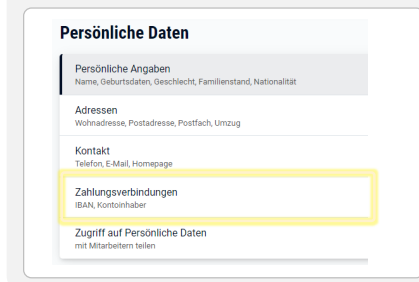 Persönliche Daten
Persönliche Angaben
Name, Geburtsdaten, Geschlecht, Familienstand, Nationalität
Adressen
Wohnadresse, Postadresse, Postfach, Umzug
Kontakt
Telefon, E-Mail, Homepage
Zahlungsverbindungen
IBAN, Kontoinhaber
Zugriff auf Persönliche Daten
mit Mitarbeitern teilen